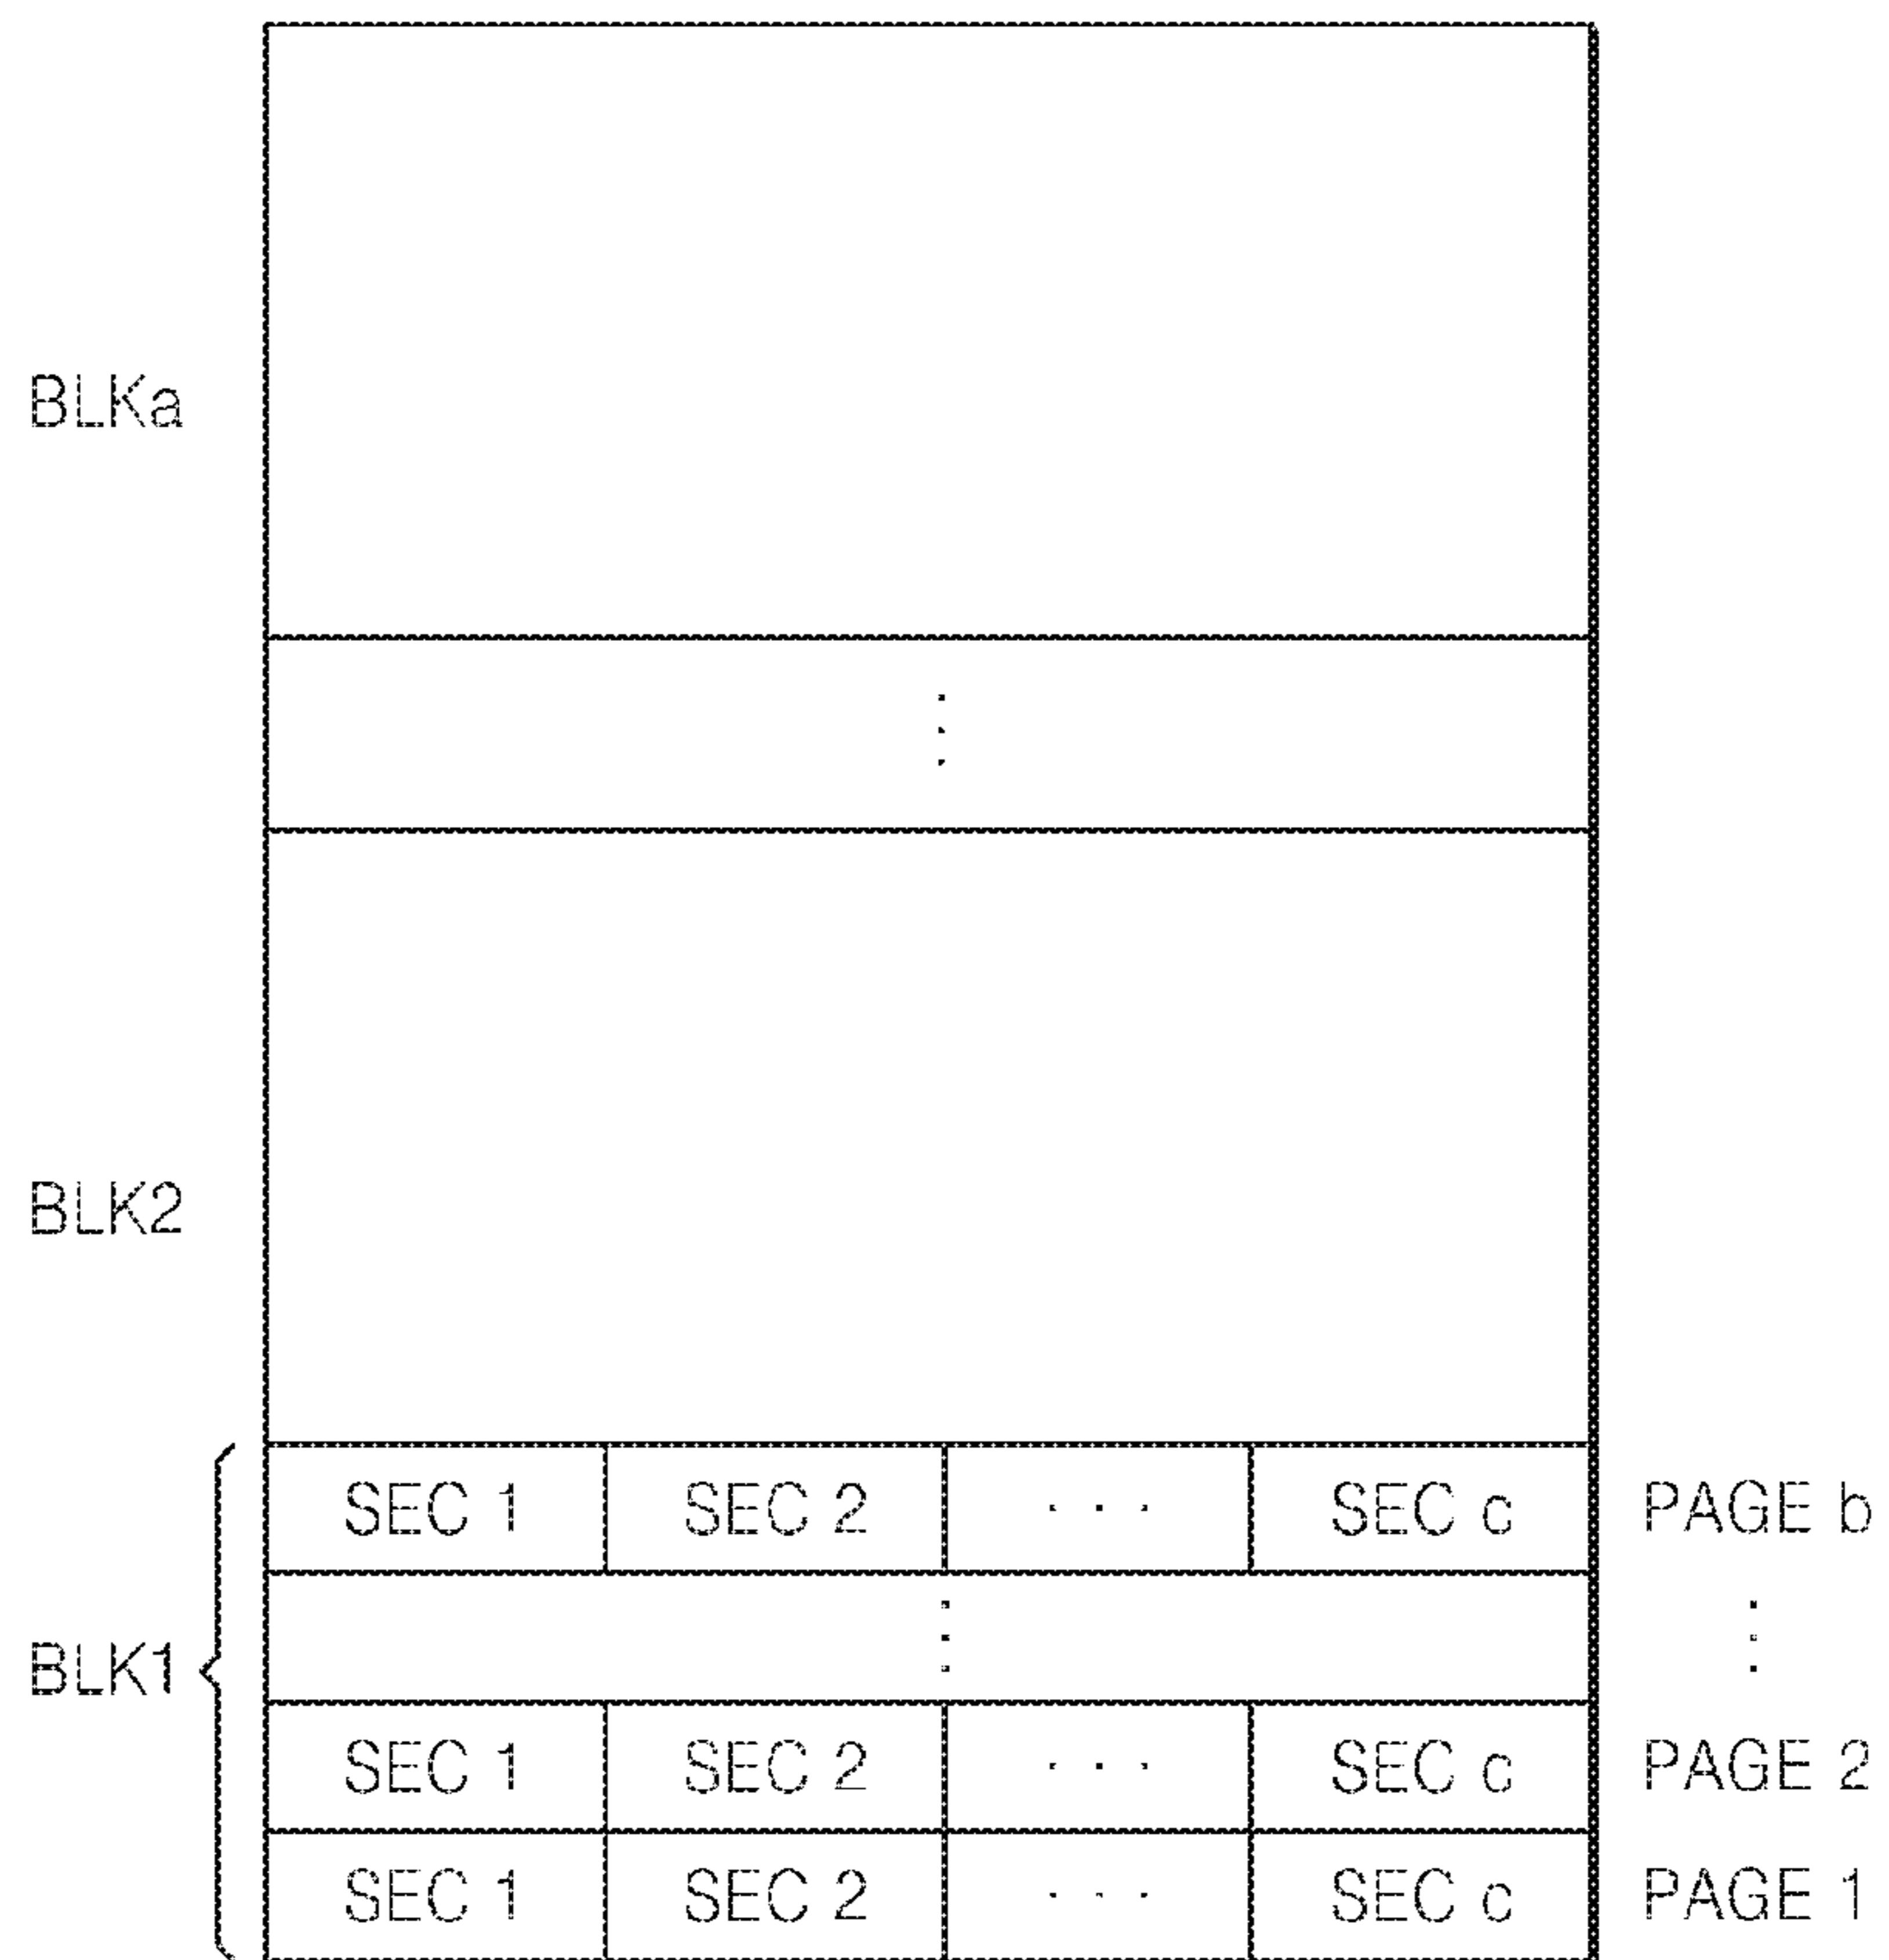 BLKa
⋮
BLK2
BLK1
SEC 1 SEC 2 ··· SEC c PAGE b
⋮ ⋮
SEC 1 SEC 2 ··· SEC c PAGE 2
SEC 1 SEC 2 ··· SEC c PAGE 1